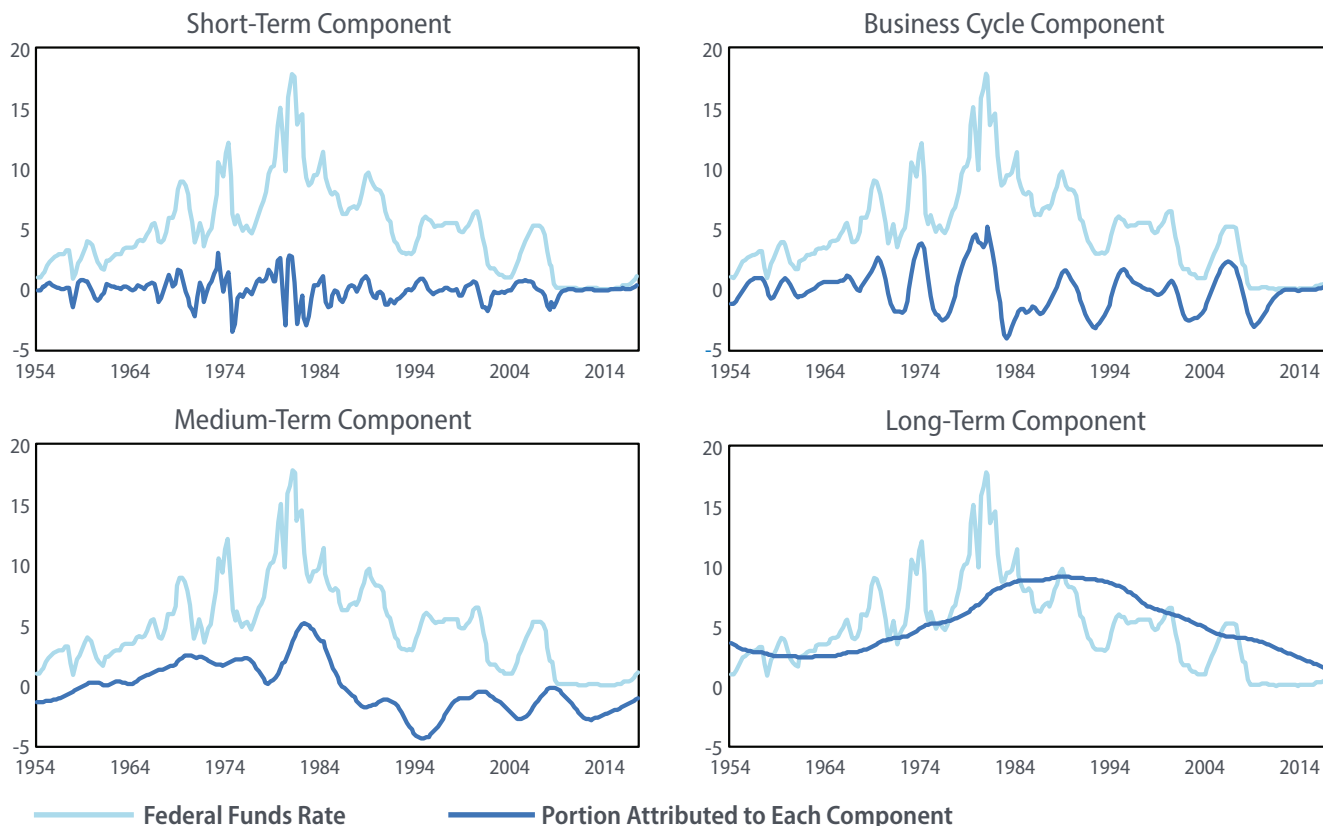 Short-Term Component
20
15
10
5
0
-5
1954 1964 1974 1984 1994 2004 2014
Business Cycle Component
20
15
10
5
0
-5
1954 1964 1974 1984 1994 2004 2014
Medium-Term Component
20
15
10
5
0
-5
1954 1964 1974 1984 1994 2004 2014
Long-Term Component
20
15
10
5
0
-5
1954 1964 1974 1984 1994 2004 2014
Federal Funds Rate
Portion Attributed to Each Component